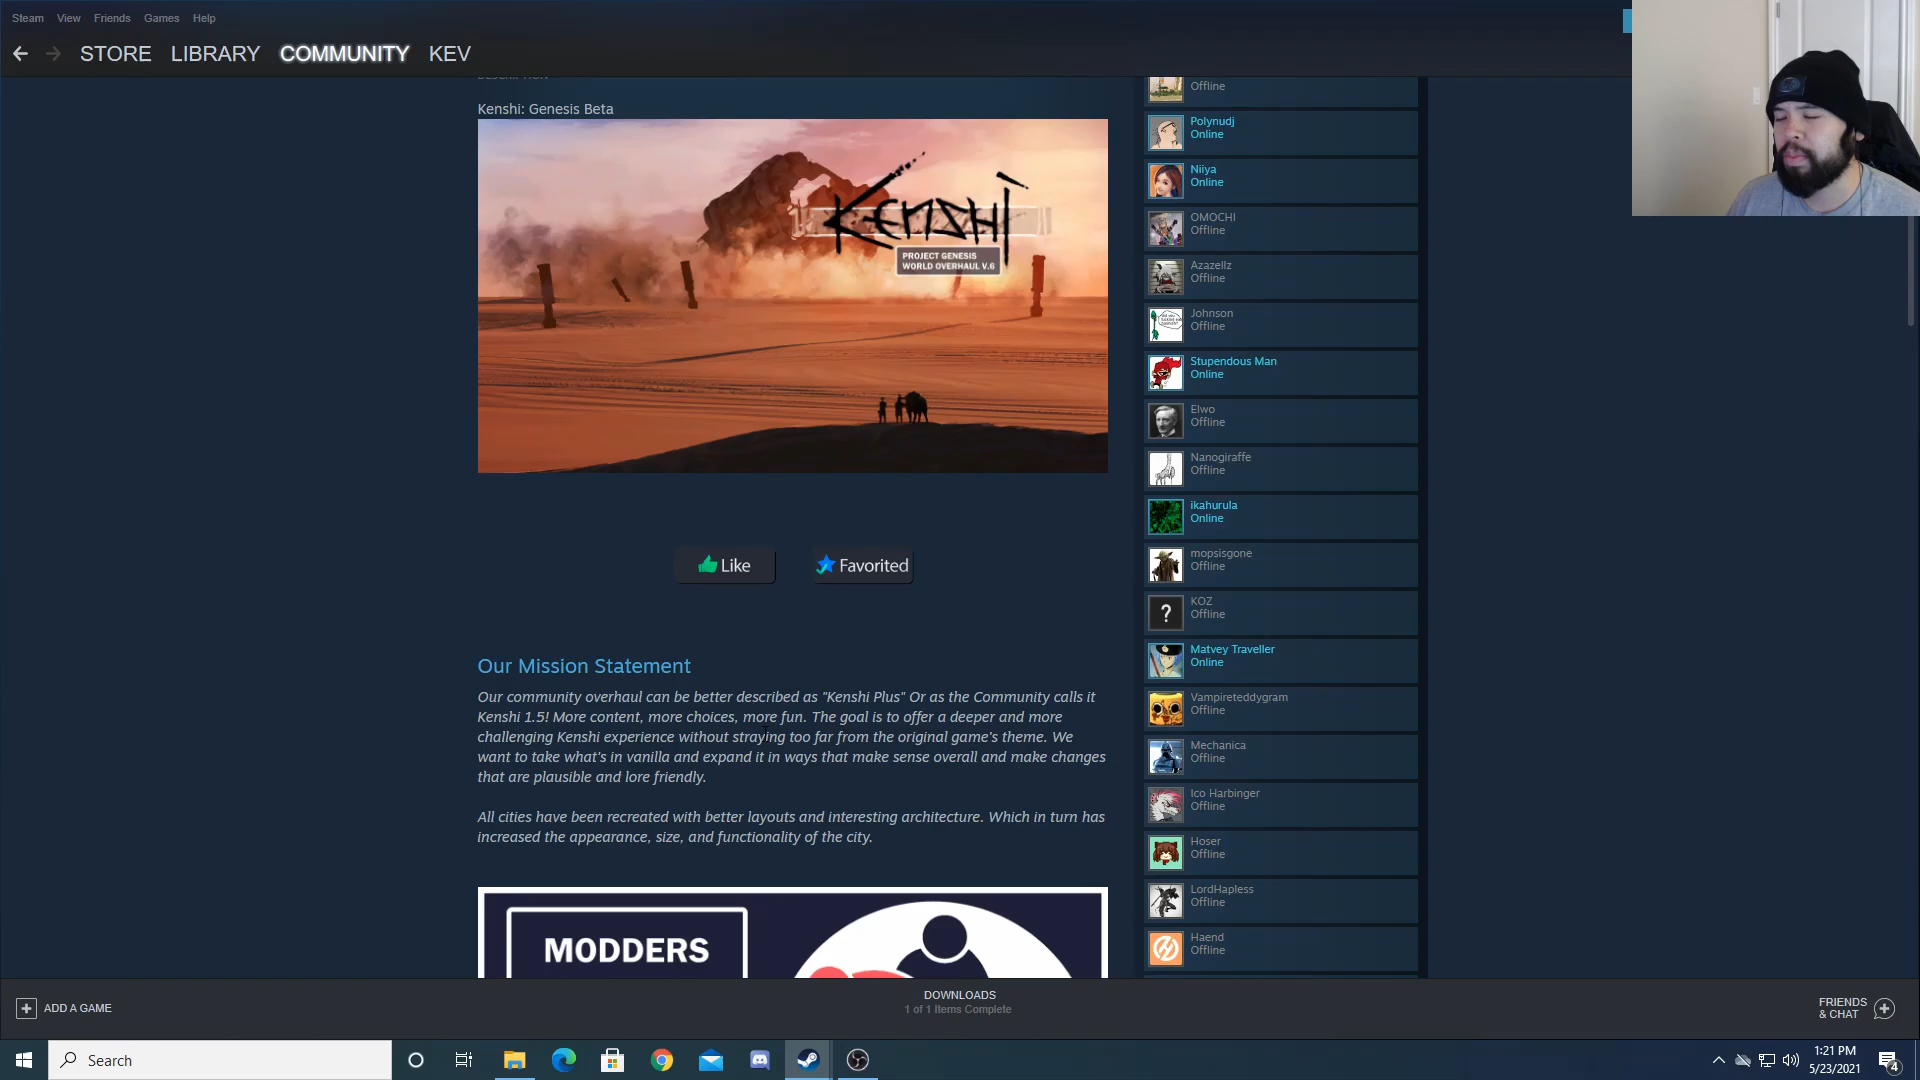 Steam View Friends Games Help
STORE LIBRARY COMMUNITY KEV
DESCRIPTION
Kenshi: Genesis Beta
KENSHI
PROJECT GENESIS
WORLD OVERHAUL V.6
Like
Favorited
Our Mission Statement
Our community overhaul can be better described as "Kenshi Plus" Or as the Community calls it
Kenshi 1.5! More content, more choices, more fun. The goal is to offer a deeper and more
challenging Kenshi experience without straying too far from the original game's theme. We
want to take what's in vanilla and expand it in ways that make sense overall and make changes
that are plausible and lore friendly.
All cities have been recreated with better layouts and interesting architecture. Which in turn has
increased the appearance, size, and functionality of the city.
MODDERS
Offline
Polynudj
Online
Niiya
Online
OMOCHI
Offline
Azazellz
Offline
Johnson
Offline
Stupendous Man
Online
Elwo
Offline
Nanogiraffe
Offline
ikahurula
Online
mopsisgone
Offline
?
KOZ
Offline
Matvey Traveller
Online
Vampireteddygram
Offline
Mechanica
Offline
Ico Harbinger
Offline
Hoser
Offline
LordHapless
Offline
Haend
Offline
ADD A GAME
DOWNLOADS
1 of 1 Items Complete
FRIENDS
& CHAT
Search
1:21 PM
5/23/2021
4